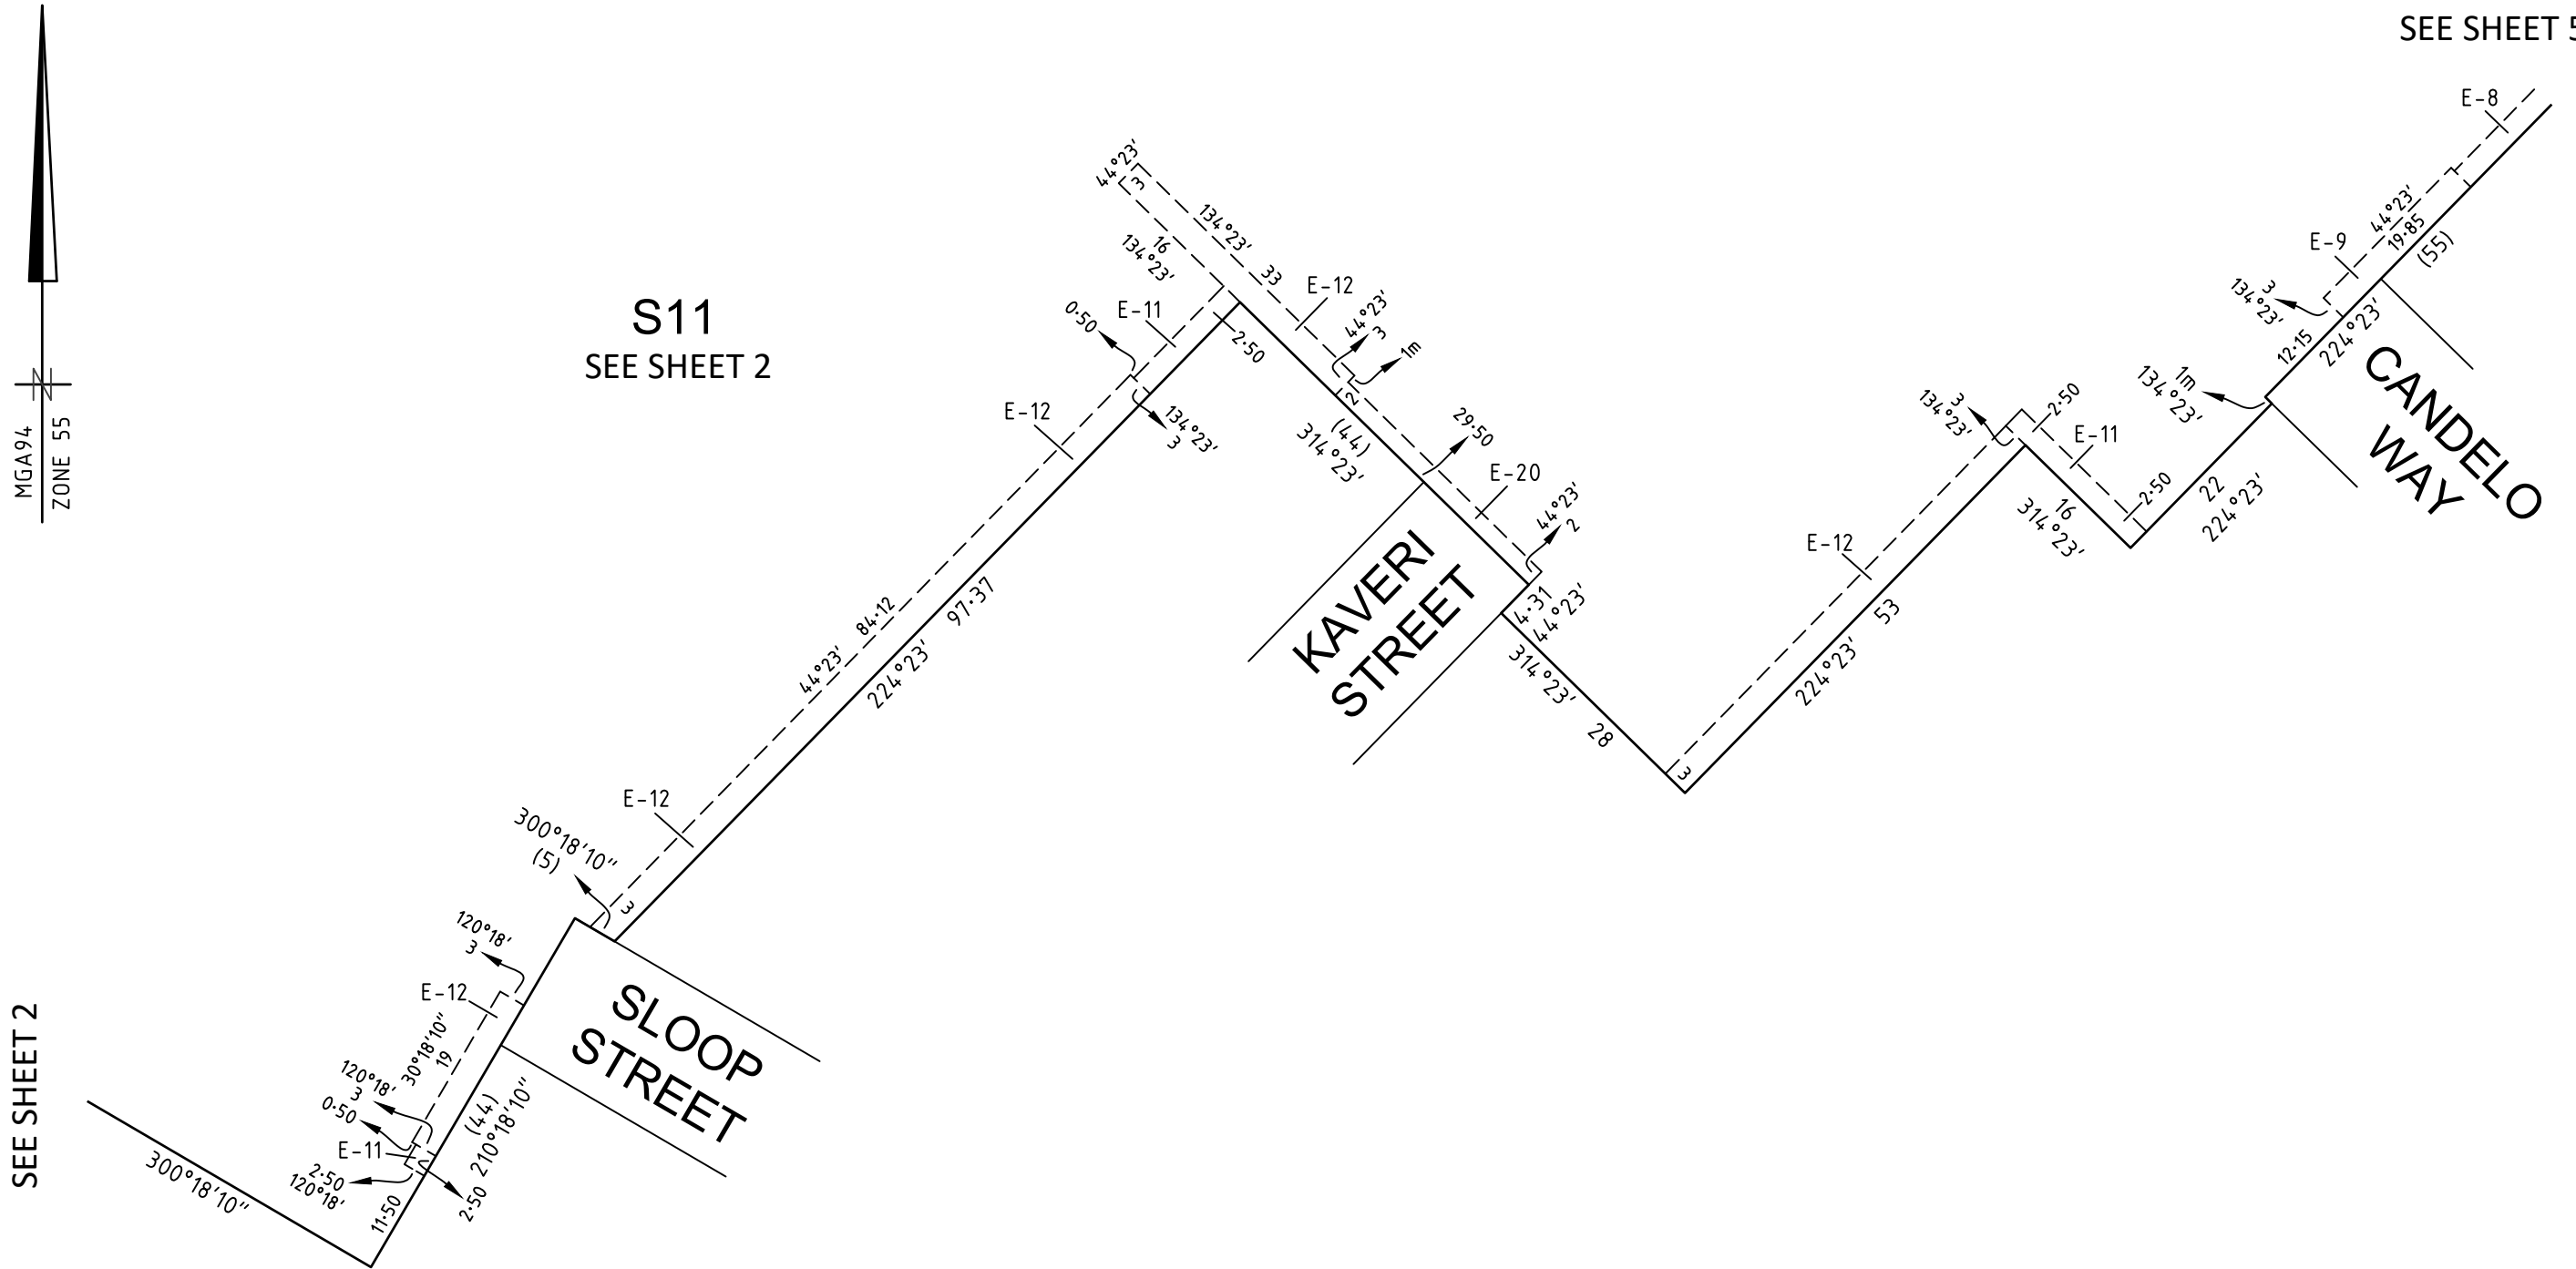 SEE SHEET 5
E-8
44°23'
19·85
(55)
E-9
3
134°23'
12·15
224°23'
CANDELO
WAY
1m
134°23'
22
224°23'
2·50
E-11
2·50
16
314°23'
3
134°23'
E-12
53
224°23'
3
28
314°23'
4·31
44°23'
44°23'
2
E-20
29·50
KAVERI
STREET
(44)
314°23'
2
1m
44°23'
3
E-12
33
134°23'
44°23'
3
16
134°23'
2·50
E-11
0·50
134°23'
3
E-12
S11
SEE SHEET 2
MGA94
ZONE 55
N
84·12
44°23'
97·37
224°23'
E-12
300°18'10"
(5)
3
120°18'
3
E-12
SLOOP
STREET
30°18'10"
19
120°18'
3
0·50
E-11
2·50
120°18'
(44)
210°18'10"
2·50
11·50
300°18'10"
SEE SHEET 2